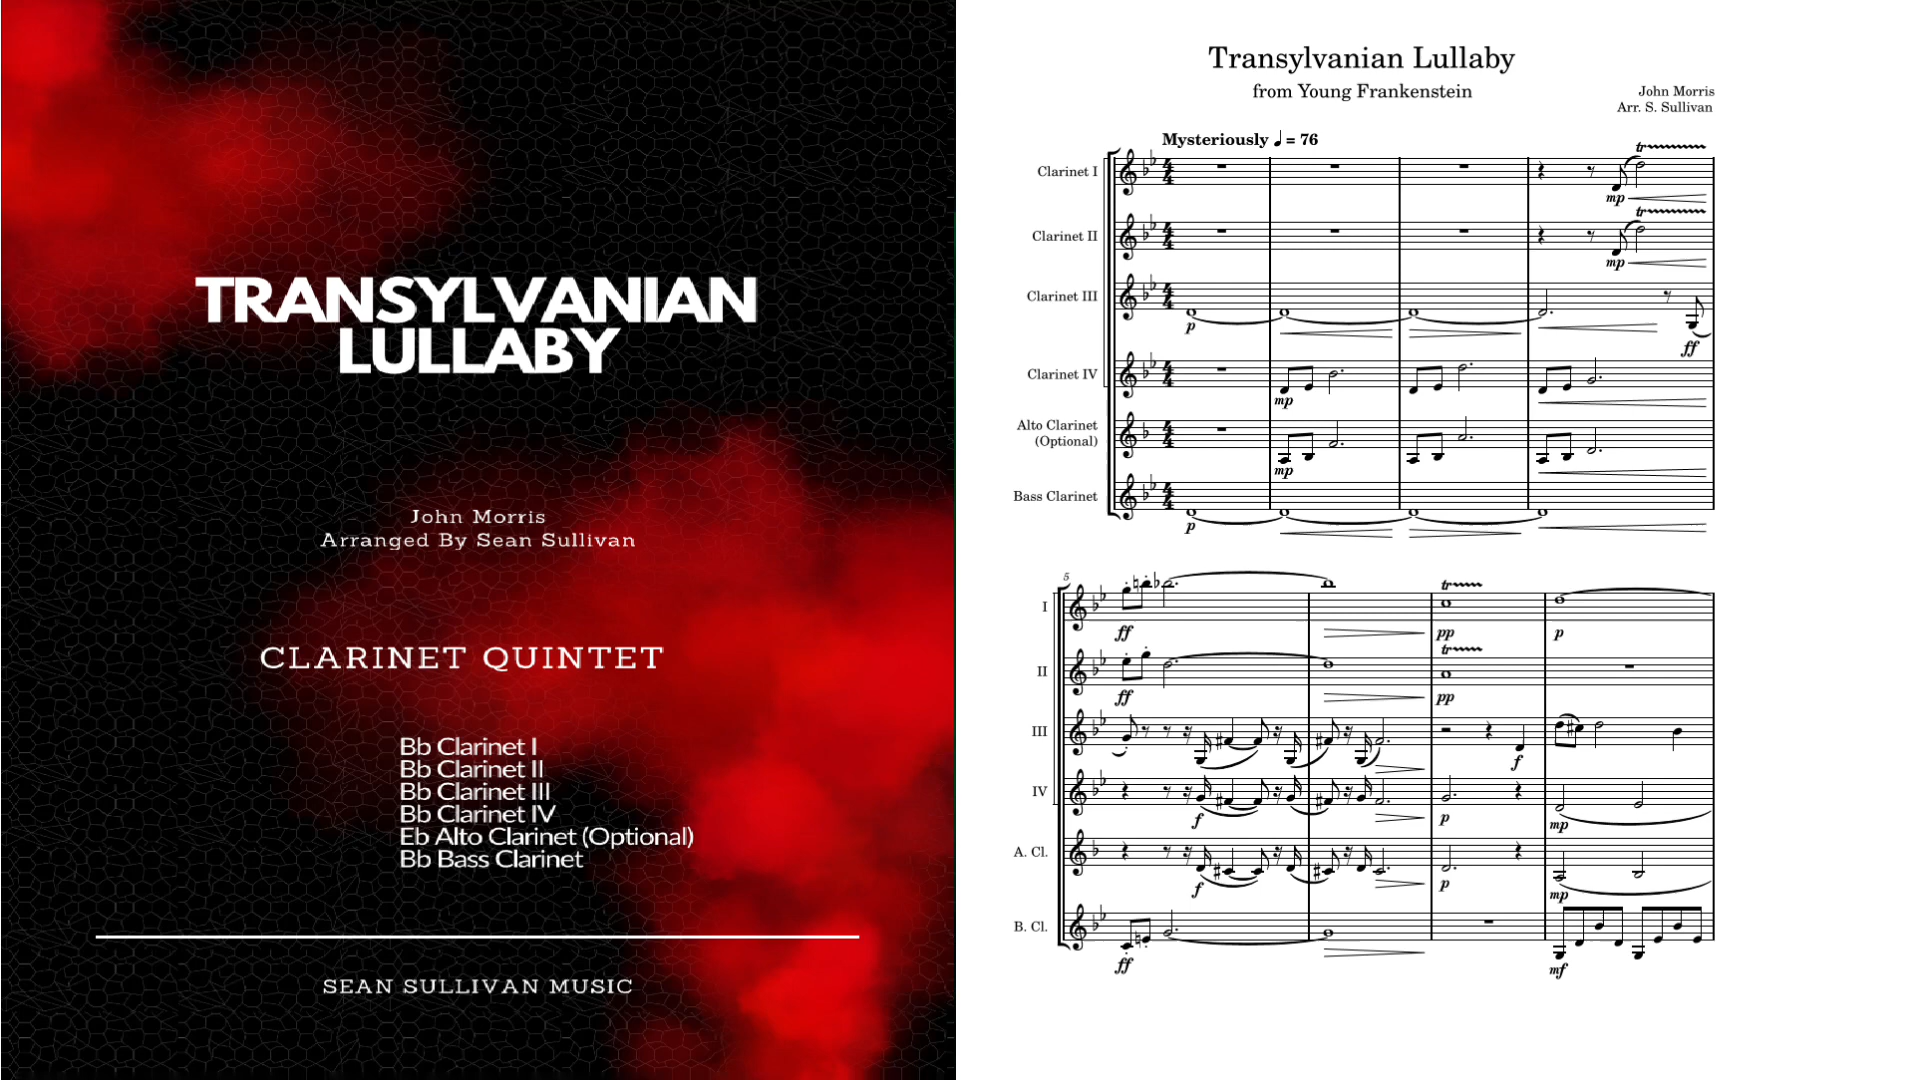 TRANSYLVANIAN
LULLABY
John Morris
Arranged By Sean Sullivan
CLARINET QUINTET
Bb Clarinet I
Bb Clarinet II
Bb Clarinet III
Bb Clarinet IV
Eb Alto Clarinet (Optional)
Bb Bass Clarinet
SEAN SULLIVAN MUSIC
Transylvanian Lullaby
from Young Frankenstein
John Morris
Arr. S. Sullivan
Mysteriously ♩ = 76
Clarinet I
tr
mp
Clarinet II
tr
mp
Clarinet III
p
ff
Clarinet IV
mp
Alto Clarinet
(Optional)
mp
Bass Clarinet
p
5
I
tr
ff
pp
p
II
tr
ff
pp
III
f
IV
f
p
mp
A. Cl.
f
p
mp
B. Cl.
ff
mf